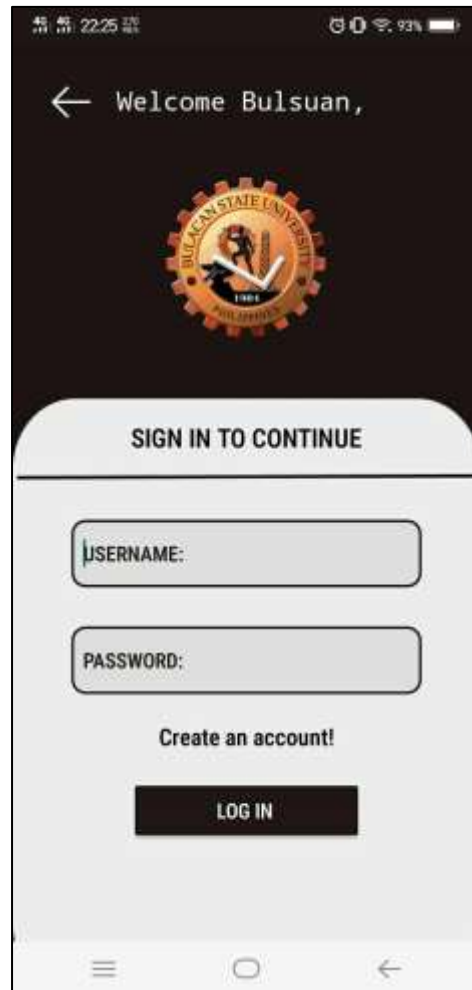 22:25
93%
Welcome Bulsuan,
BULACAN STATE UNIVERSITY
1904
PHILIPPINES
SIGN IN TO CONTINUE
USERNAME:
PASSWORD:
Create an account!
LOG IN